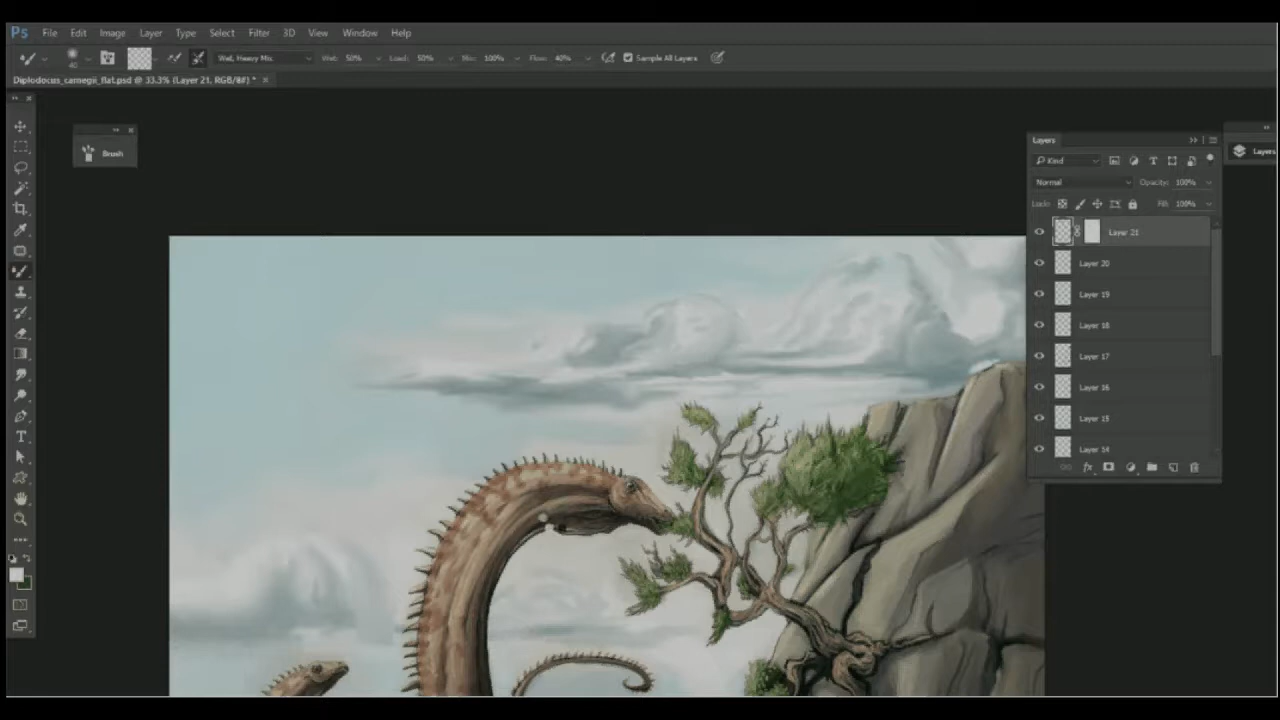 Ps File Edit Image Layer Type Select Filter 3D View Window Help
Wet, Heavy Mix Wet: 50% Load: 50% Mix: 100% Flow: 40% Sample All Layers
Diplodocus_carnegii_flat.psd @ 33.3% (Layer 21, RGB/8#) *
Brush
Layers
Layers
Kind
Normal Opacity: 100%
Lock: Fill: 100%
Layer 21
Layer 20
Layer 19
Layer 18
Layer 17
Layer 16
Layer 15
Layer 14